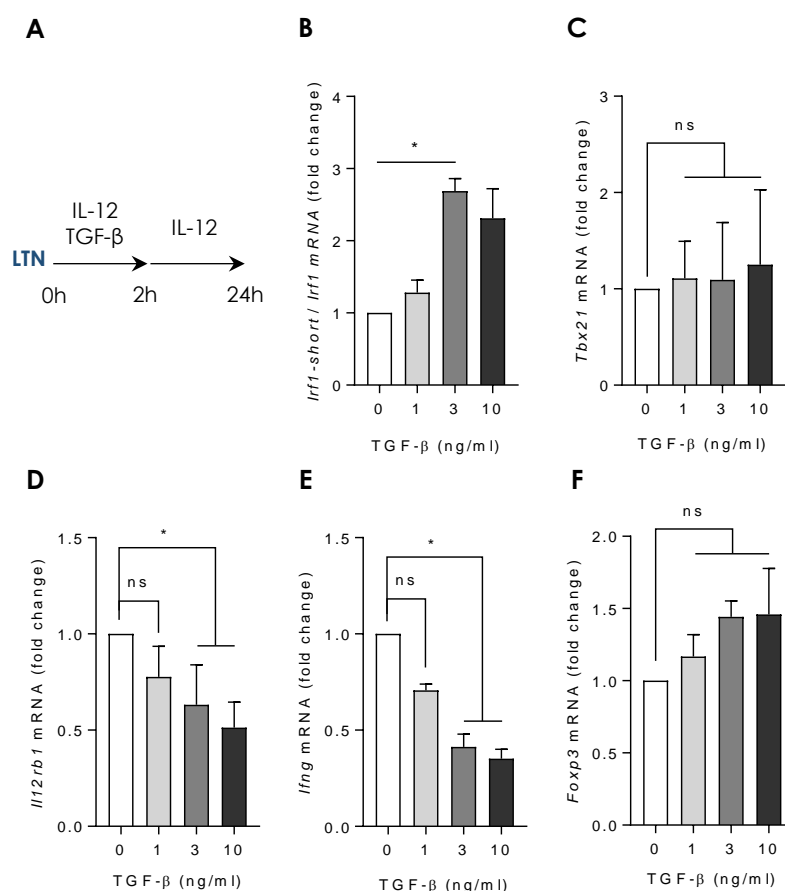 A
IL-12
TGF-β
IL-12
LTN
0h
2h
24h
B
Irf1-short / Irf1 mRNA (fold change)
4
3
2
1
0
*
0 1 3 10
TGF-β (ng/ml)
C
Tbx21 mRNA (fold change)
3
2
1
0
ns
0 1 3 10
TGF-β (ng/ml)
D
Il12rb1 mRNA (fold change)
1.5
1.0
0.5
0.0
*
ns
0 1 3 10
TGF-β (ng/ml)
E
Ifng mRNA (fold change)
1.5
1.0
0.5
0.0
*
ns
0 1 3 10
TGF-β (ng/ml)
F
Foxp3 mRNA (fold change)
2.0
1.5
1.0
0.5
0.0
ns
0 1 3 10
TGF-β (ng/ml)